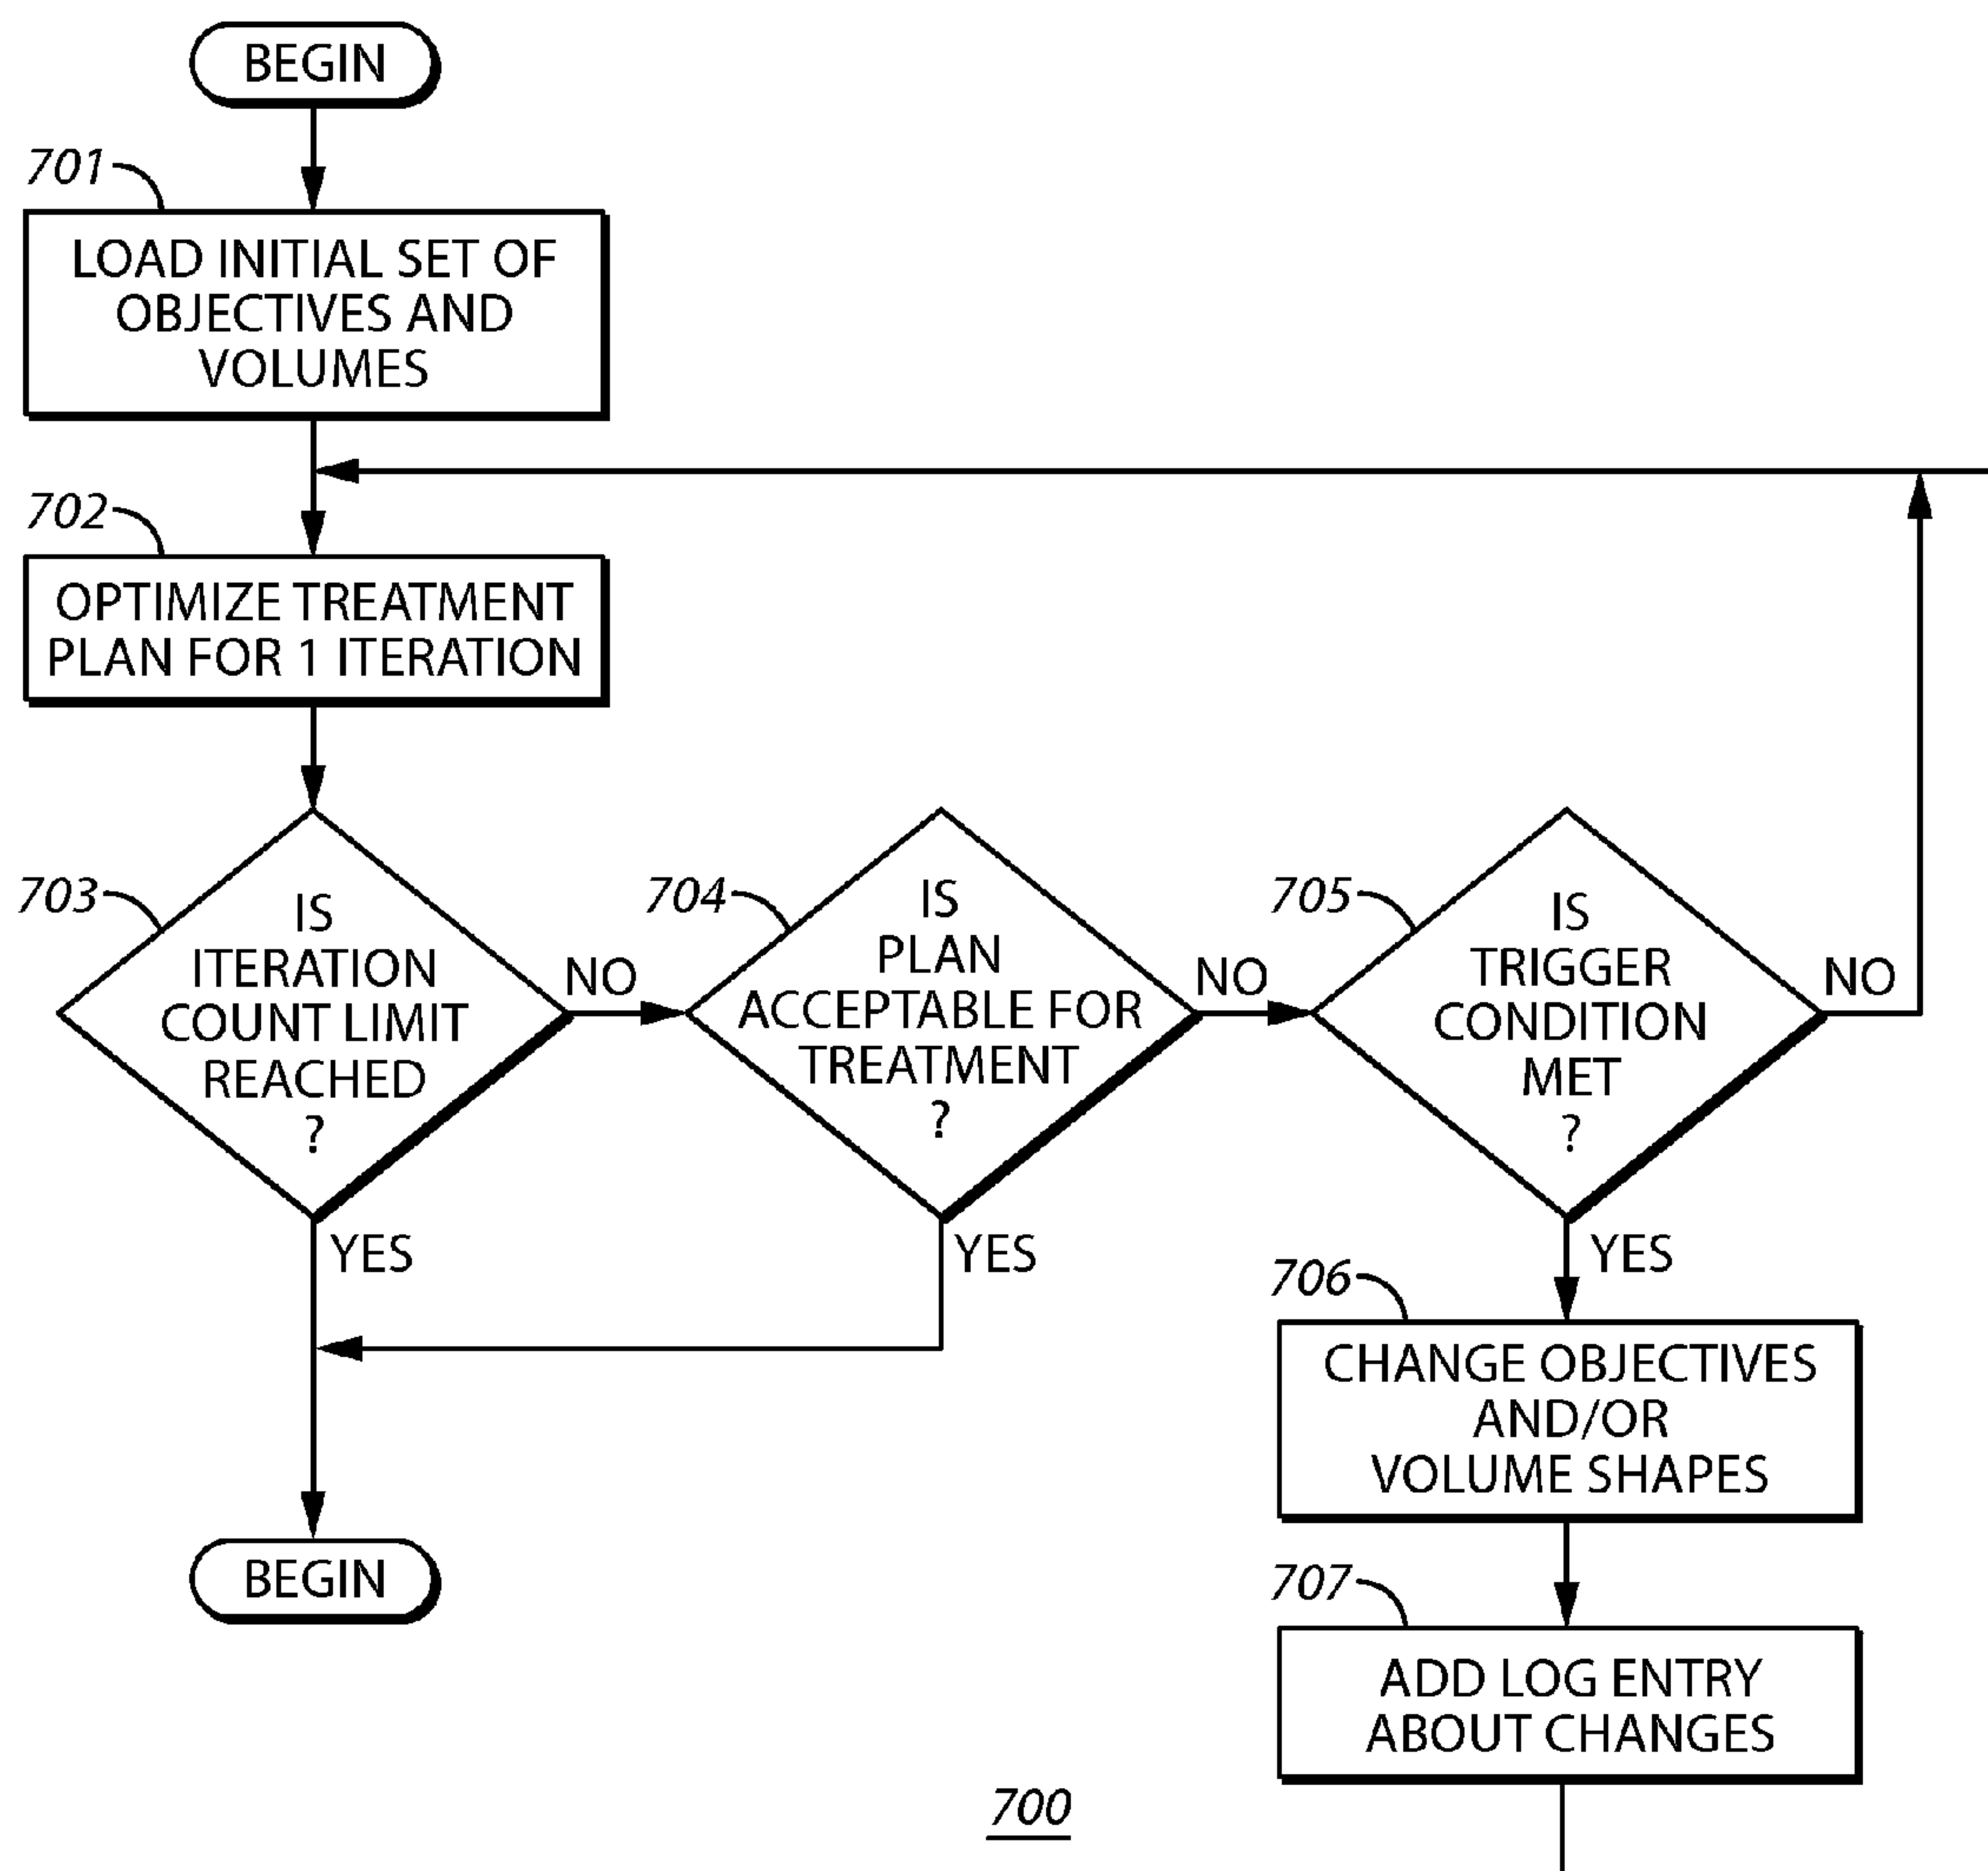 BEGIN
701
LOAD INITIAL SET OF
OBJECTIVES AND
VOLUMES
702
OPTIMIZE TREATMENT
PLAN FOR 1 ITERATION
703
IS
ITERATION
COUNT LIMIT
REACHED
?
NO
YES
704
IS
PLAN
ACCEPTABLE FOR
TREATMENT
?
NO
YES
705
IS
TRIGGER
CONDITION
MET
?
NO
YES
706
CHANGE OBJECTIVES
AND/OR
VOLUME SHAPES
BEGIN
707
ADD LOG ENTRY
ABOUT CHANGES
700